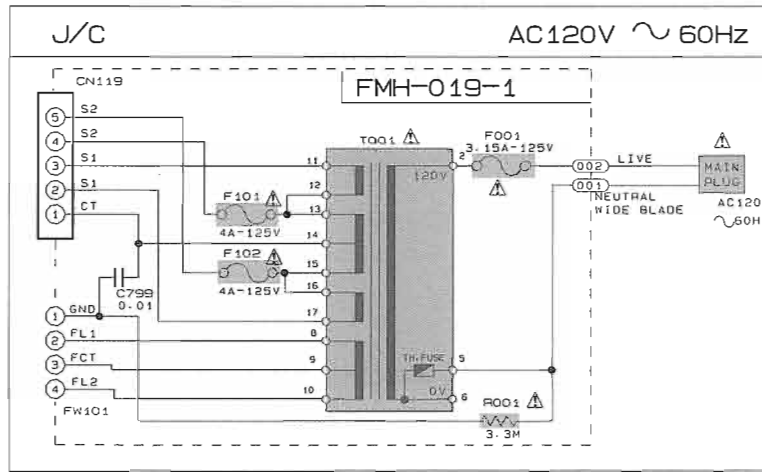 J/C
AC120V 60Hz
CN119
FMH-019-1
5 S2
4 S2
3 S1
2 S1
1 CT
T001
F001
3.15A-125V
2
120V
002 LIVE
001 NEUTRAL
WIDE BLADE
MAIN
PLUG
AC120
60H
11
12
F101
13
4A-125V
14
F102
15
4A-125V
16
C799
0.01
17
1 GND
2 FL1
8
3 FCT
9
4 FL2
10
FW101
TH.FUSE
5
0V
6
R001
3.3M